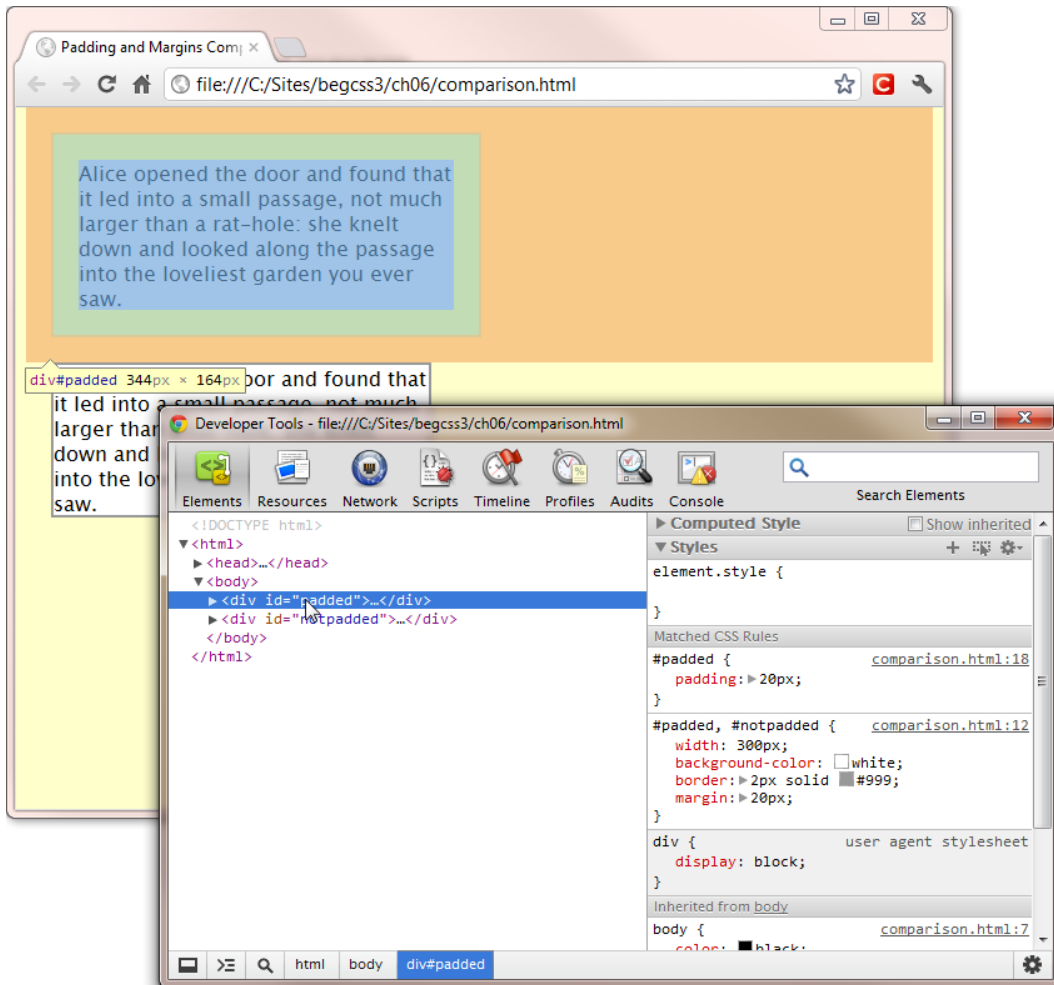 Padding and Margins Comp
file:///C:/Sites/begcss3/ch06/comparison.html
Alice opened the door and found that
it led into a small passage, not much
larger than a rat-hole: she knelt
down and looked along the passage
into the loveliest garden you ever
saw.
div#padded 344px × 164px
oor and found that
it led into a small passage, not much
larger than
down and
into the lo
saw.
Developer Tools - file:///C:/Sites/begcss3/ch06/comparison.html
Elements Resources Network Scripts Timeline Profiles Audits Console
Search Elements
<!DOCTYPE html>
▼<html>
▶<head>…</head>
▼<body>
▶<div id="padded">…</div>
▶<div id="notpadded">…</div>
</body>
</html>
▶ Computed Style Show inherited
▼ Styles
element.style {
}
Matched CSS Rules
#padded { comparison.html:18
padding:▶20px;
}
#padded, #notpadded { comparison.html:12
width: 300px;
background-color: white;
border:▶2px solid #999;
margin:▶20px;
}
div { user agent stylesheet
display: block;
}
Inherited from body
body { comparison.html:7
color: black;
html body div#padded